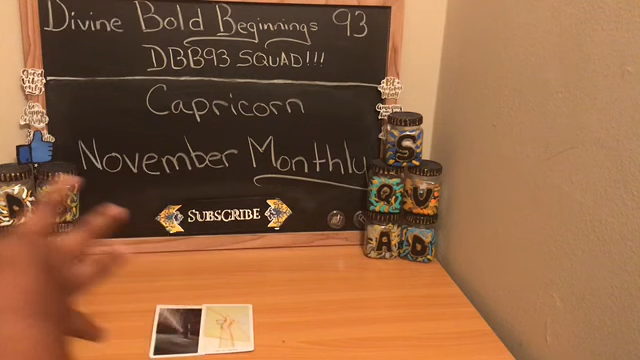 Divine Bold Beginnings 93
DBB93 SQUAD!!!
Capricorn
November Monthly
SUBSCRIBE
S
Q U
A D
D